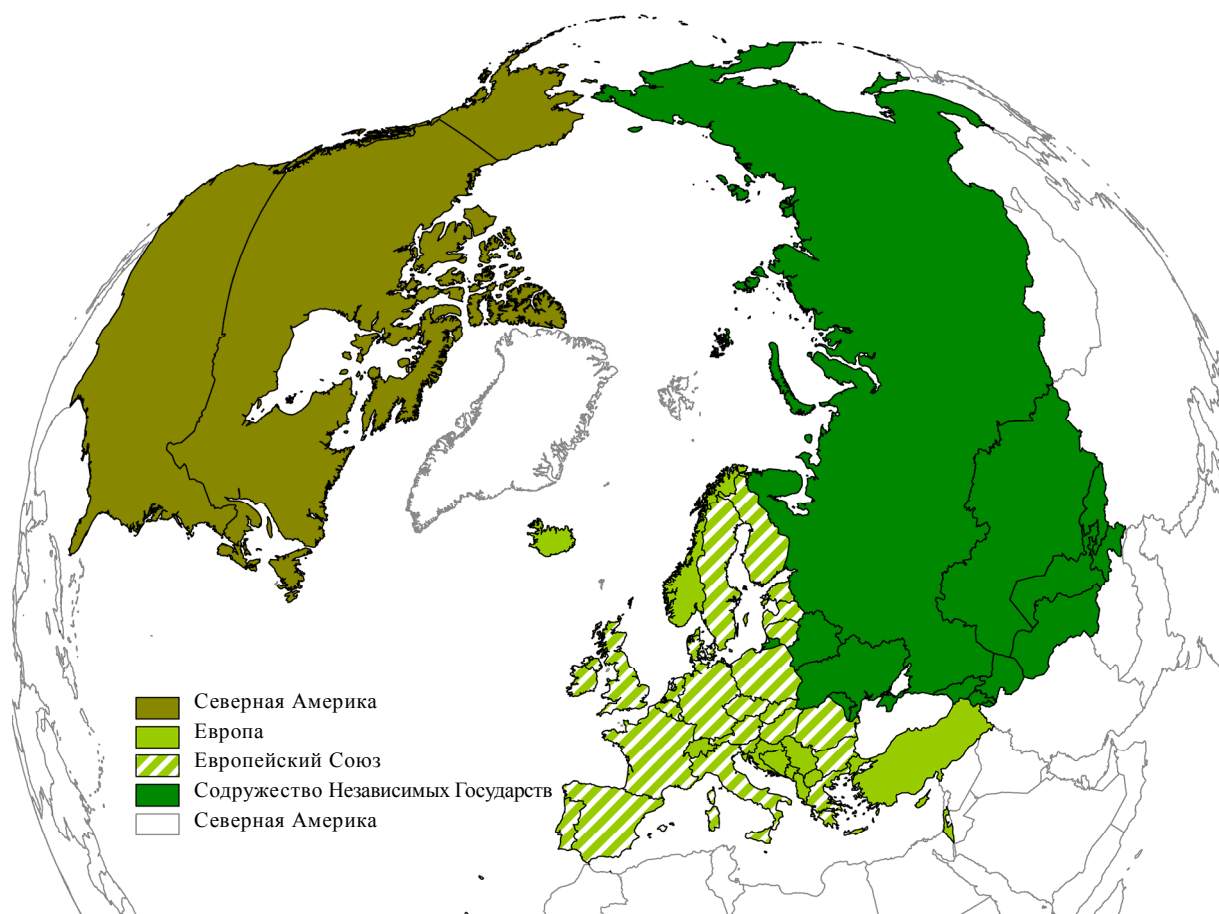 Северная Америка
Европа
Европейский Союз
Содружество Независимых Государств
Северная Америка